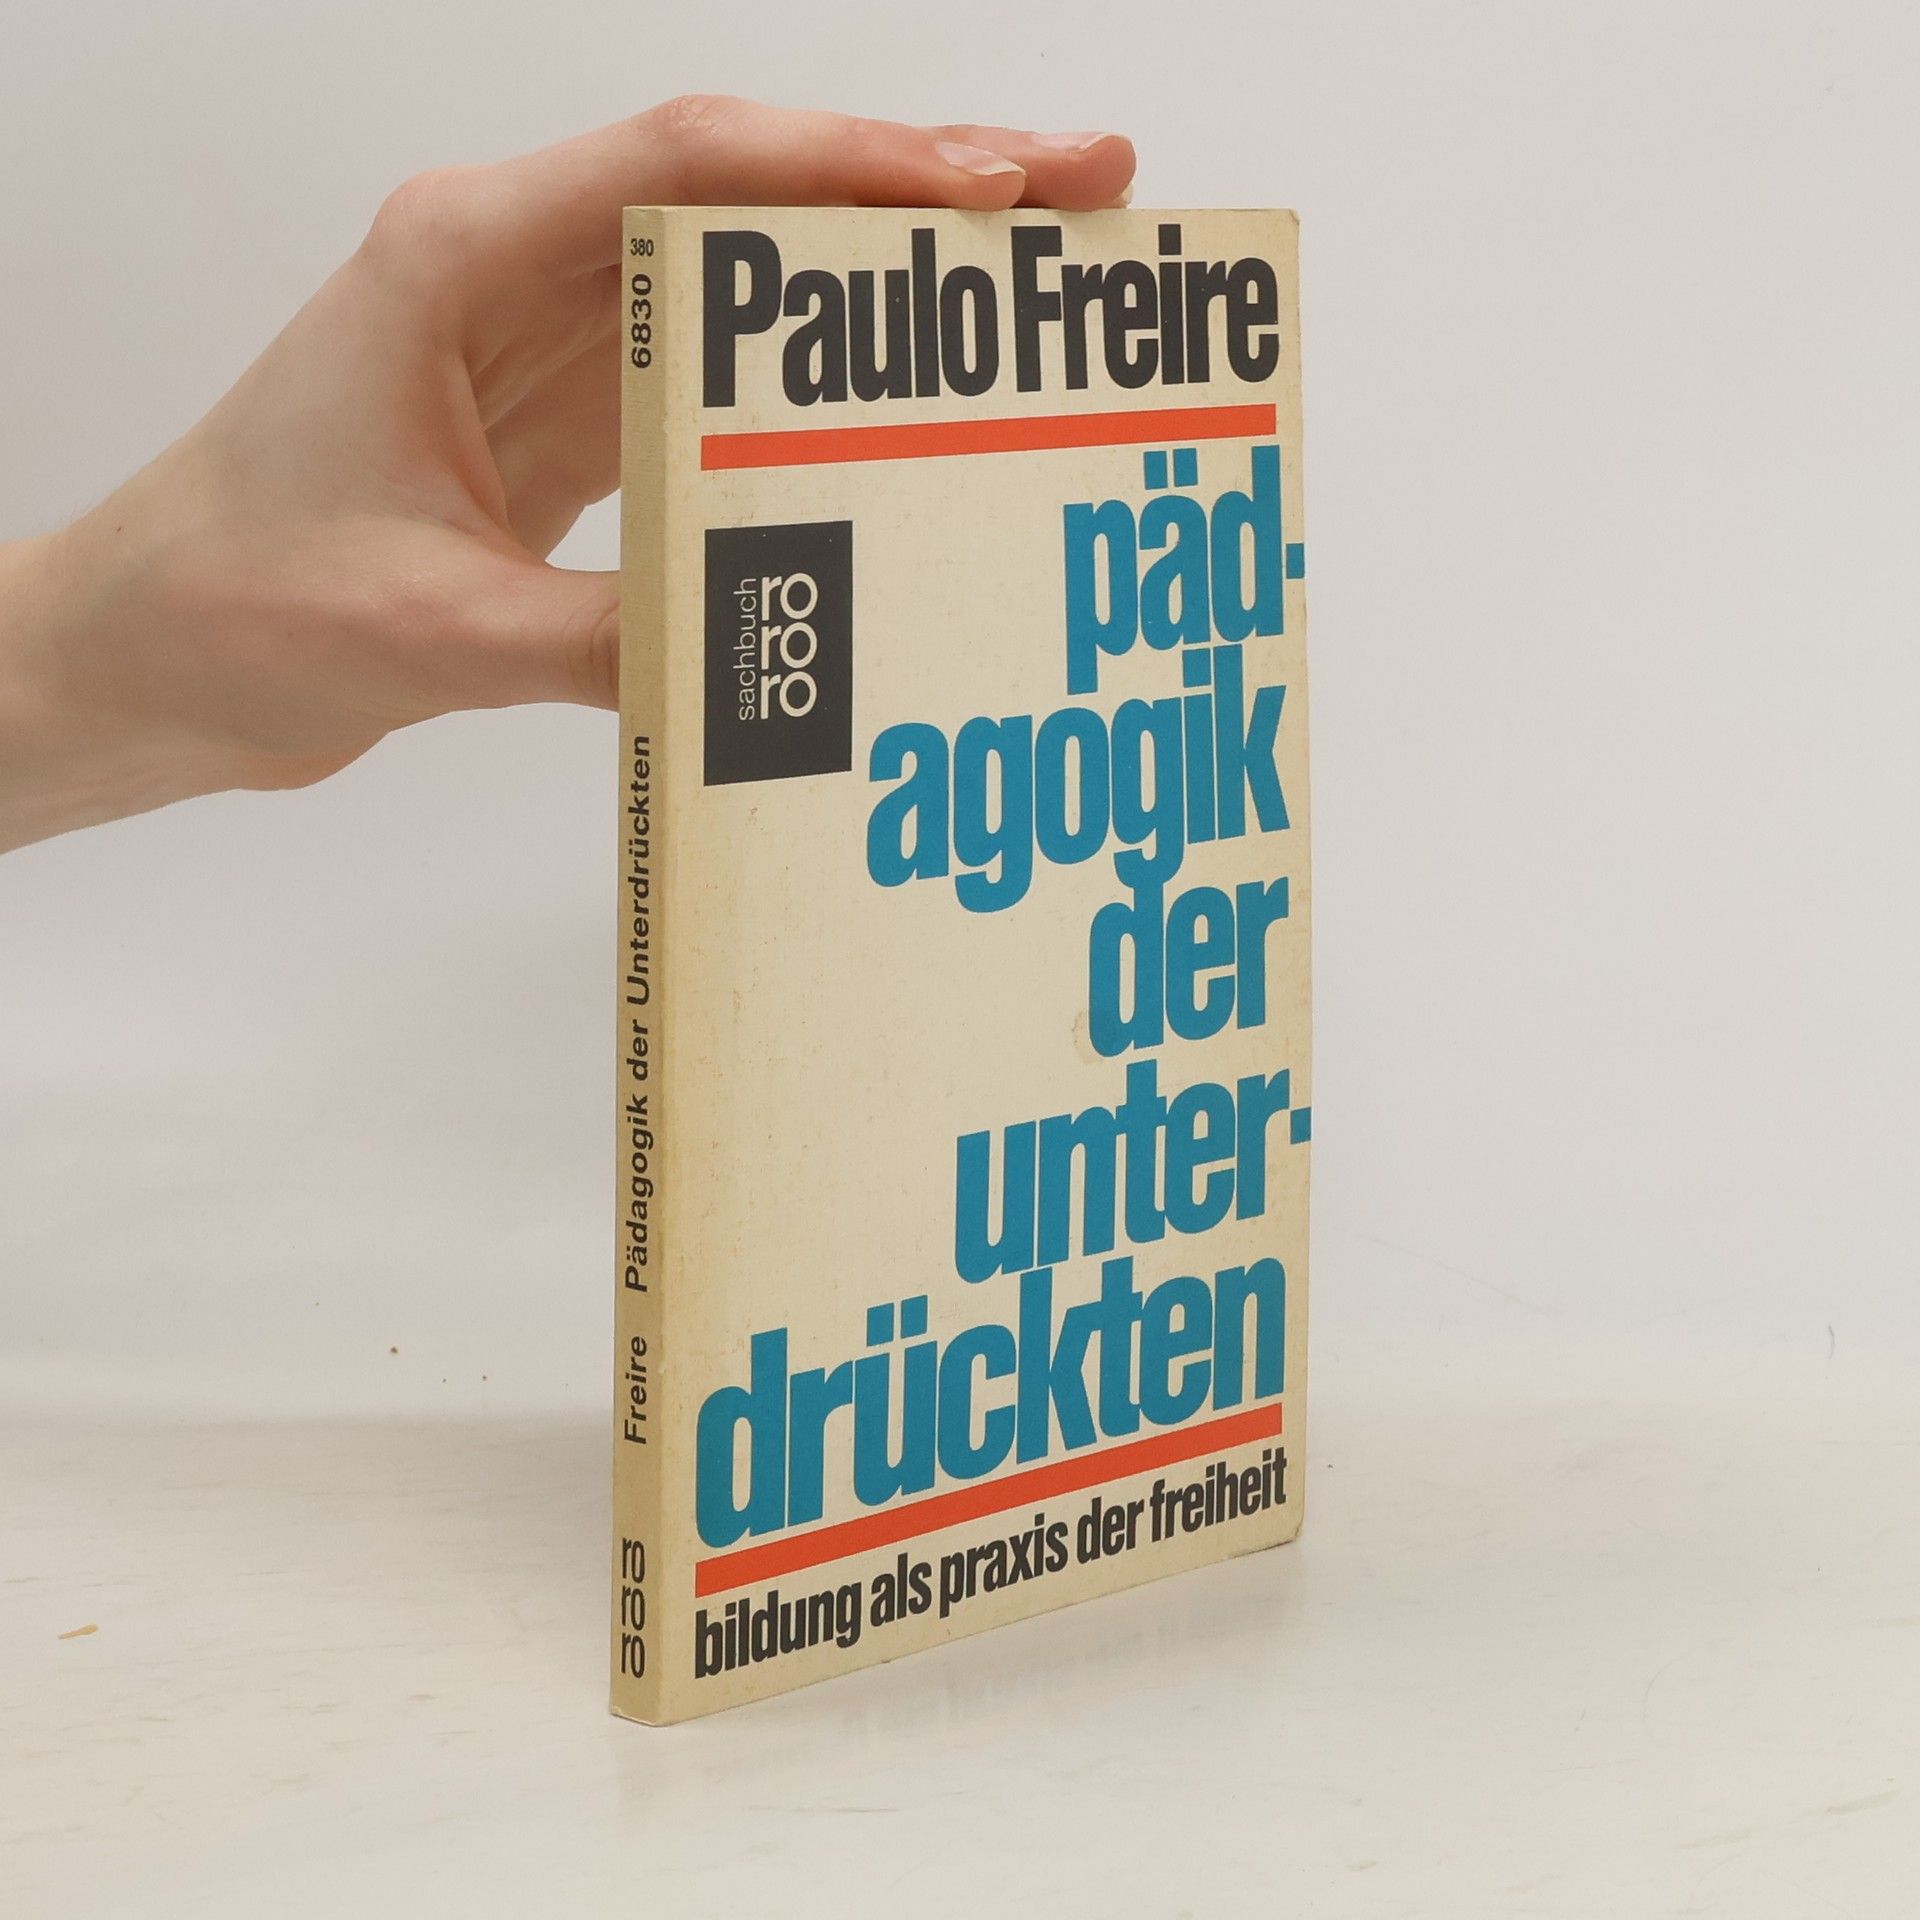 Paulo Freire
päd-
agogik
der
unter-
drückten
bildung als praxis der freiheit
sachbuch
ro
ro
ro
380
6830
Freire Pädagogik der Unterdrückten
ro
ro
ro